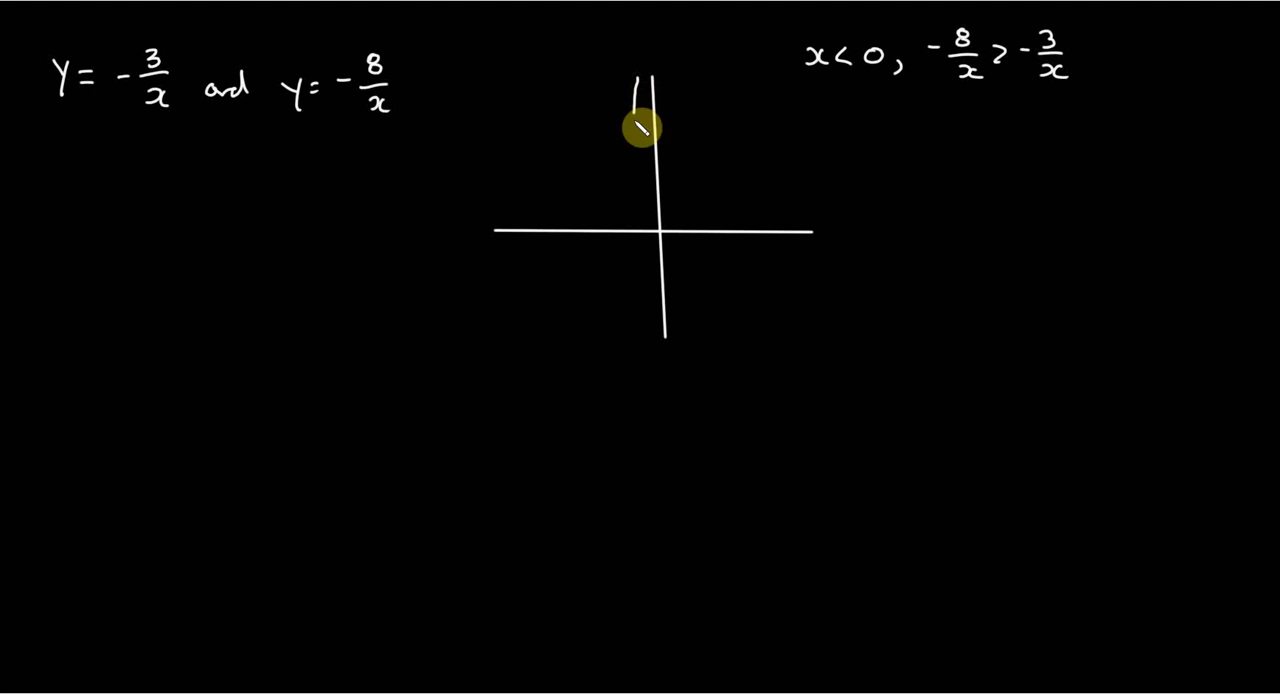 y = -3/x and y = -8/x
x < 0, -8/x > -3/x